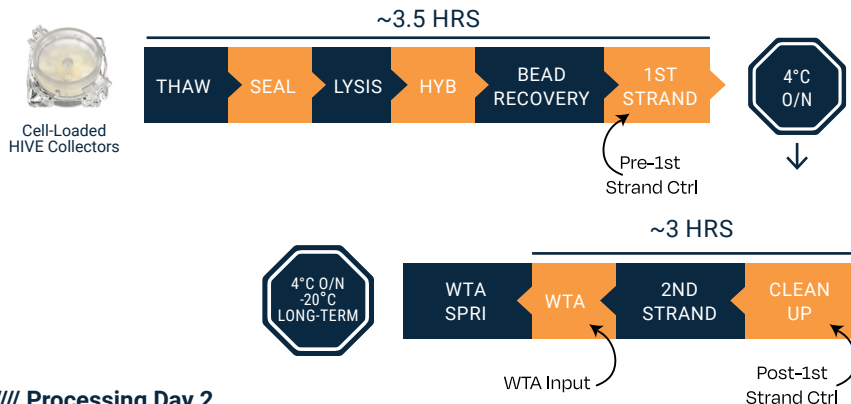 ~3.5 HRS
THAW
SEAL
LYSIS
HYB
BEAD
RECOVERY
1ST
STRAND
4°C
O/N
Cell-Loaded
HIVE Collectors
Pre-1st
Strand Ctrl
~3 HRS
4°C O/N
-20°C
LONG-TERM
WTA
SPRI
WTA
2ND
STRAND
CLEAN
UP
WTA Input
Post-1st
Strand Ctrl
//// Processing Day 2